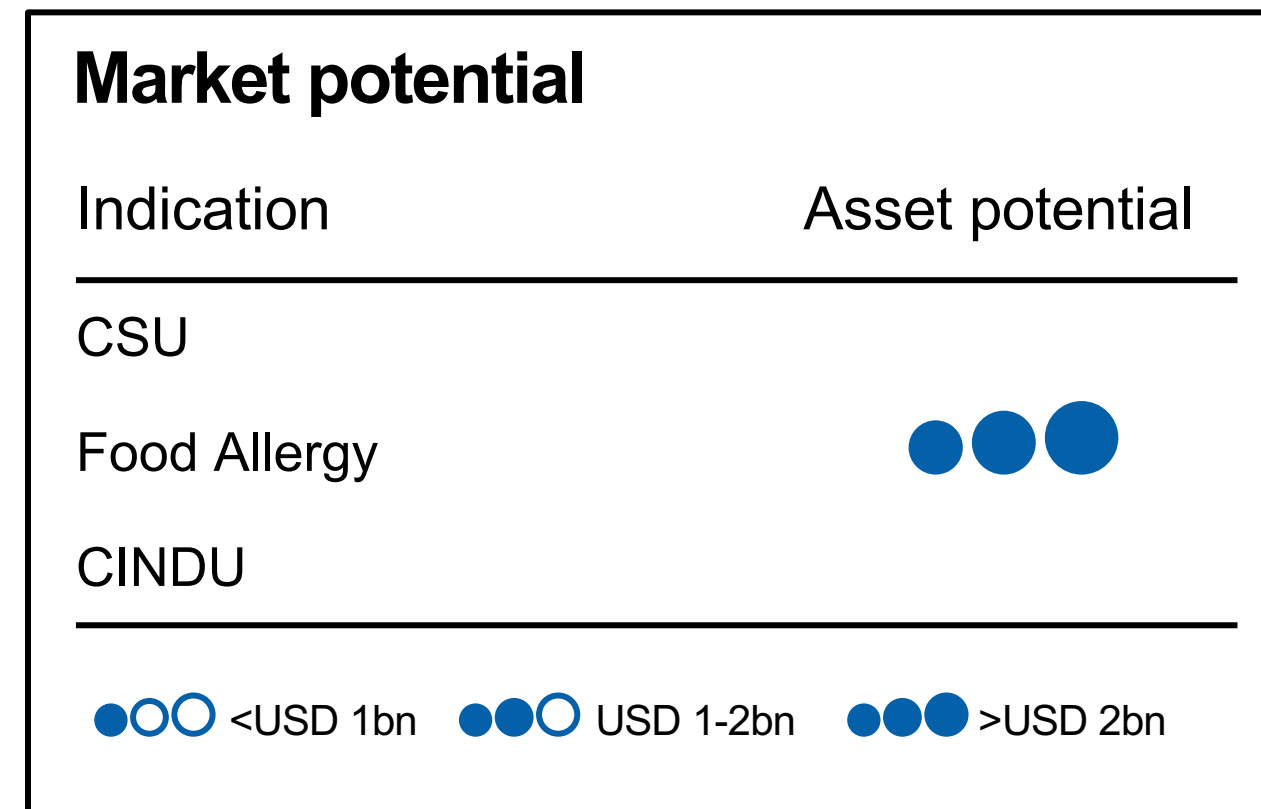 Market potential
Indication Asset potential
CSU
Food Allergy
CINDU
<USD 1bn USD 1-2bn >USD 2bn